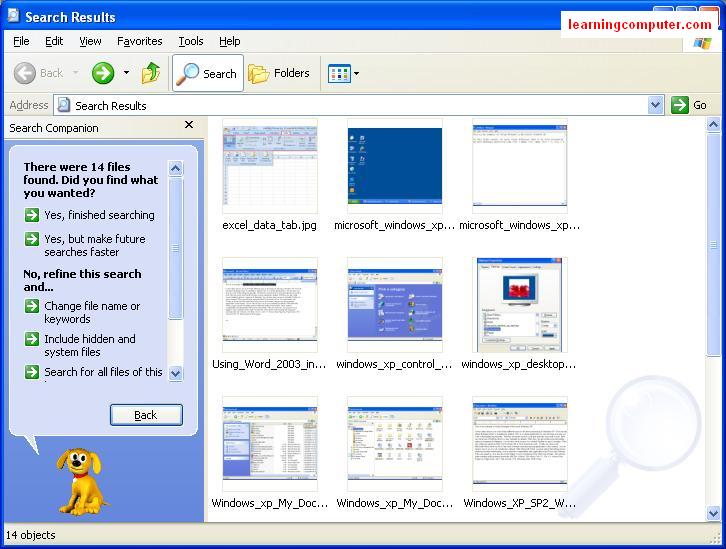 Search Results
learningcomputer.com
File Edit View Favorites Tools Help
Back Search Folders
Address Search Results Go
Search Companion
There were 14 files
found. Did you find what
you wanted?
Yes, finished searching
Yes, but make future
searches faster
No, refine this search
and...
Change file name or
keywords
Include hidden and
system files
Search for all files of this
Back
excel_data_tab.jpg microsoft_windows_xp... microsoft_windows_xp...
Using_Word_2003_in... windows_xp_control_... windows_xp_desktop...
Windows_xp_My_Doc... Windows_xp_My_Doc... Windows_XP_SP2_W...
14 objects